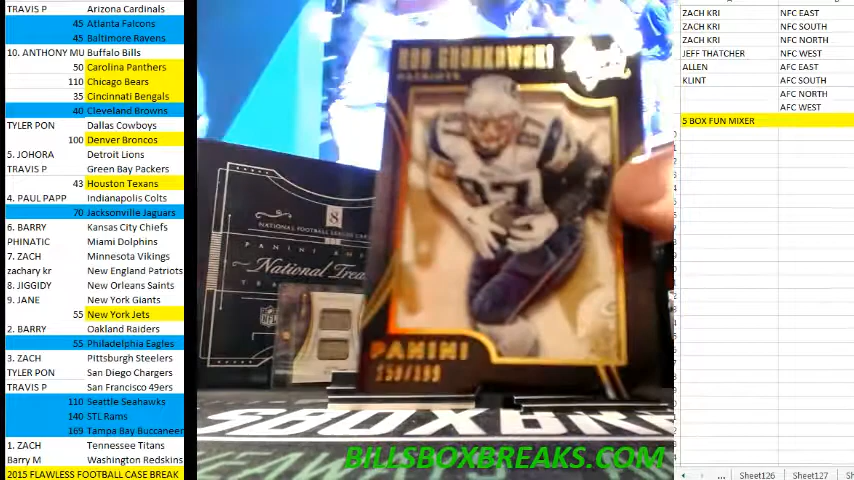 TRAVIS P Arizona Cardinals
45 Atlanta Falcons
45 Baltimore Ravens
10. ANTHONY MU Buffalo Bills
50 Carolina Panthers
110 Chicago Bears
35 Cincinnati Bengals
40 Cleveland Browns
TYLER PON Dallas Cowboys
100 Denver Broncos
5. JOHORA Detroit Lions
TRAVIS P Green Bay Packers
43 Houston Texans
4. PAUL PAPP Indianapolis Colts
70 Jacksonville Jaguars
6. BARRY Kansas City Chiefs
PHINATIC Miami Dolphins
7. ZACH Minnesota Vikings
zachary kr New England Patriots
8. JIGGIDY New Orleans Saints
9. JANE New York Giants
55 New York Jets
2. BARRY Oakland Raiders
55 Philadelphia Eagles
3. ZACH Pittsburgh Steelers
TYLER PON San Diego Chargers
TRAVIS P San Francisco 49ers
110 Seattle Seahawks
140 STL Rams
169 Tampa Bay Buccaneer
1. ZACH Tennessee Titans
Barry M Washington Redskins
2015 FLAWLESS FOOTBALL CASE BREAK
ROB GRONKOWSKI
PATRIOTS
87
PANINI
8
NATIONAL FOOTBALL LEAGUE
PANINI
National
NFL
BILLSBOXBREAKS.COM
ZACH KRI NFC EAST
ZACH KRI NFC SOUTH
ZACH KRI NFC NORTH
JEFF THATCHER NFC WEST
ALLEN AFC EAST
KLINT AFC SOUTH
AFC NORTH
AFC WEST
5 BOX FUN MIXER
... Sheet126 Sheet127